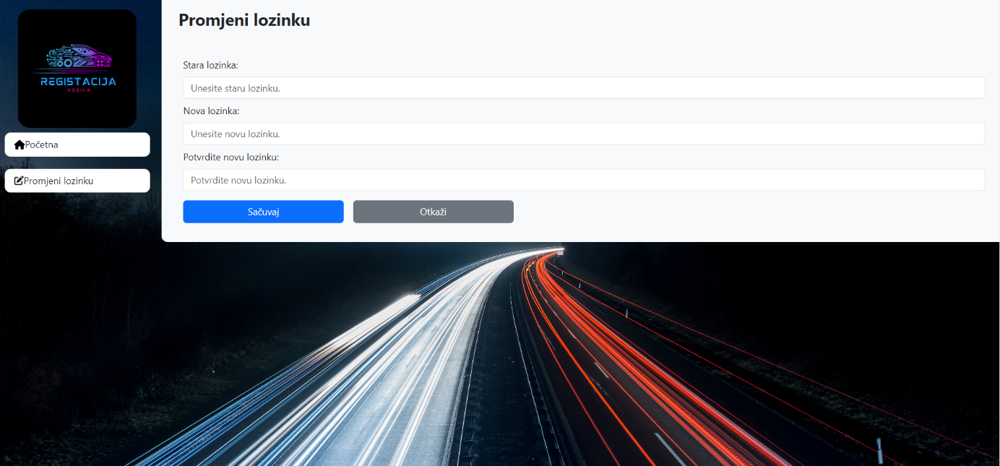 REGISTACIJA
VOZILA
Početna
Promjeni lozinku
Promjeni lozinku
Stara lozinka:
Unesite staru lozinku.
Nova lozinka:
Unesite novu lozinku.
Potvrdite novu lozinku:
Potvrdite novu lozinku.
Sačuvaj
Otkaži